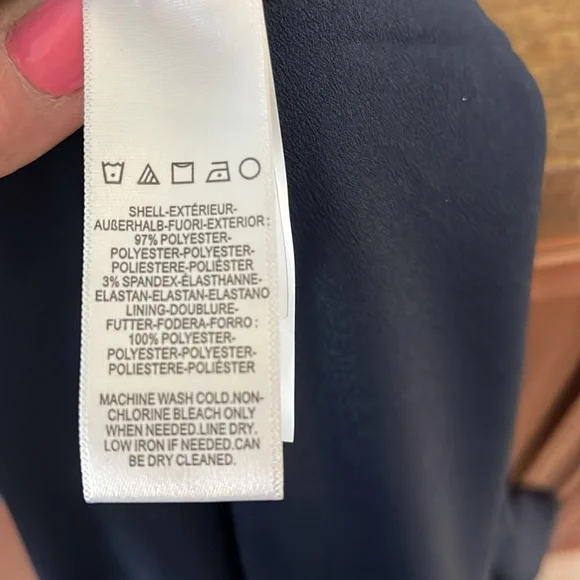 SHELL-EXTÉRIEUR-
AUßERHALB-FUORI-EXTERIOR :
97% POLYESTER-
POLYESTER-POLYESTER-
POLIESTERE-POLIÉSTER
3% SPANDEX-ÉLASTHANNE-
ELASTAN-ELASTAN-ELASTANO
LINING-DOUBLURE-
FUTTER-FODERA-FORRO :
100% POLYESTER-
POLYESTER-POLYESTER-
POLIESTERE-POLIÉSTER
MACHINE WASH COLD.NON-
CHLORINE BLEACH ONLY
WHEN NEEDED.LINE DRY.
LOW IRON IF NEEDED.CAN
BE DRY CLEANED.